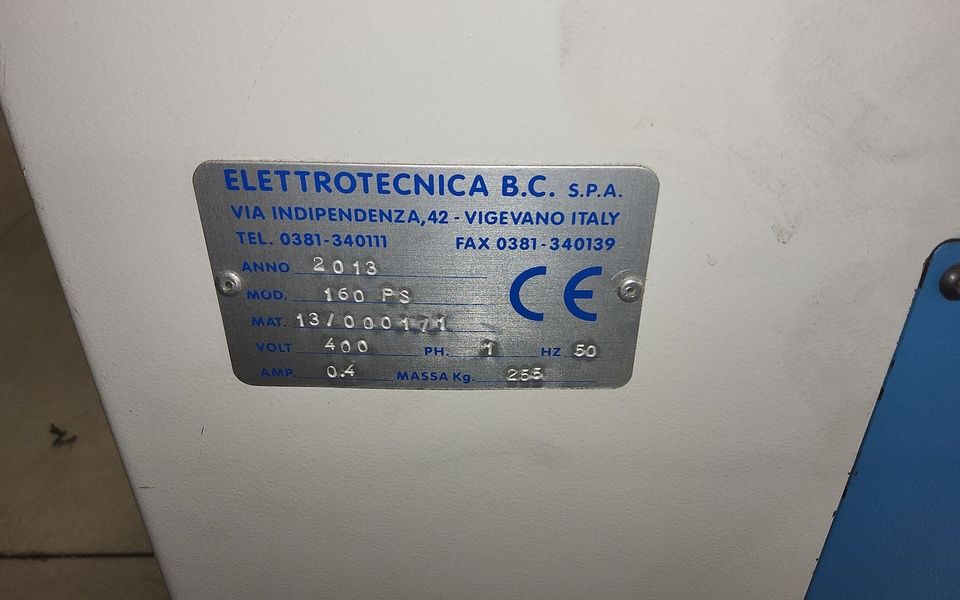 ELETTROTECNICA B.C. S.P.A.
VIA INDIPENDENZA, 42 - VIGEVANO ITALY
TEL. 0381-340111 FAX 0381-340139
ANNO 2013
MOD. 160 PS
MAT. 13/000171
VOLT 400 PH. 1 HZ 50
AMP. 0.4 MASSA Kg. 255
CE